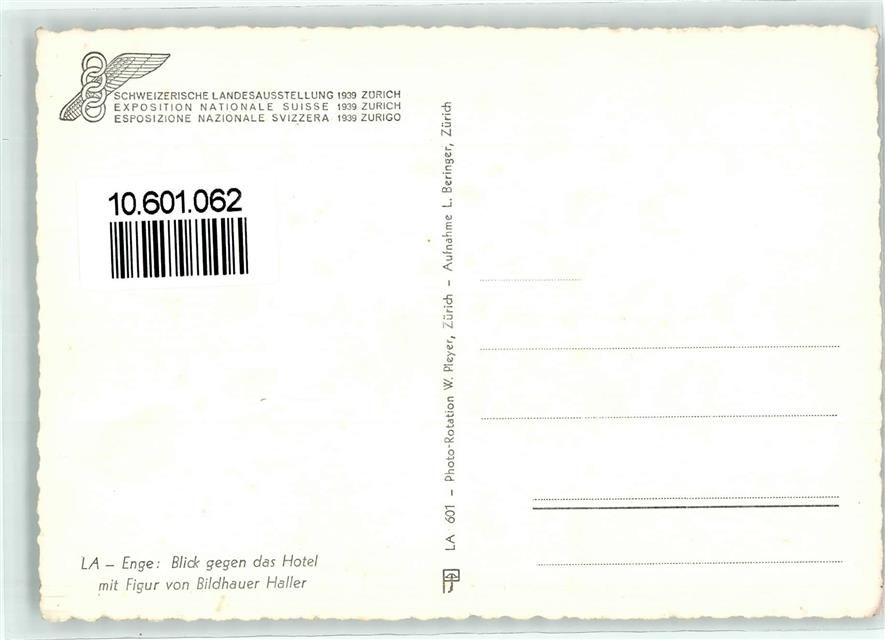 SCHWEIZERISCHE LANDESAUSSTELLUNG 1939 ZÜRICH
EXPOSITION NATIONALE SUISSE 1939 ZURICH
ESPOSIZIONE NAZIONALE SVIZZERA 1939 ZURIGO
10.601.062
LA – Enge: Blick gegen das Hotel
mit Figur von Bildhauer Haller
LA 601 – Photo-Rotation W. Pleyer, Zürich – Aufnahme L. Beringer, Zürich